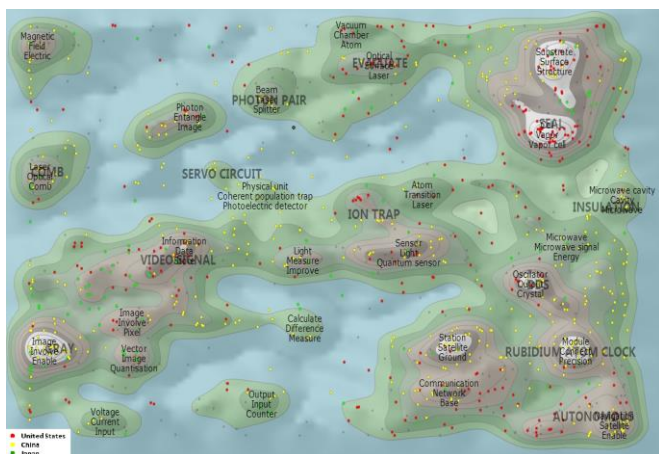 Magnetic
Field
Electric
Vacuum
Chamber
Atom
Optical
Surface
Laser
EVACUATE
Substrate
Surface
Structure
Beam
Splitter
PHOTON PAIR
Photon
Entangle
Image
SEAL
Vapor
Vapor cell
Laser
Optical
Comb
COMB
SERVO CIRCUIT
Physical unit
Coherent population trap
Photoelectric detector
Atom
Transition
Laser
ION TRAP
Microwave cavity
Cavity
Microwave
INSULATION
Information
Data
VIDEO SIGNAL
Light
Measure
Improve
Sensor
Light
Quantum sensor
Microwave
Microwave signal
Energy
Oscillator
Crystal
Image
Involve
Pixel
Calculate
Difference
Measure
Image
Involve
Enable
Vector
Image
Quantisation
Station
Satellite
Ground
RUBIDIUM ATOM CLOCK
Module
Precision
Communication
Network
Base
Output
Input
Counter
Voltage
Current
Input
AUTONOMOUS
Satellite
Enable
United States
China
Japan